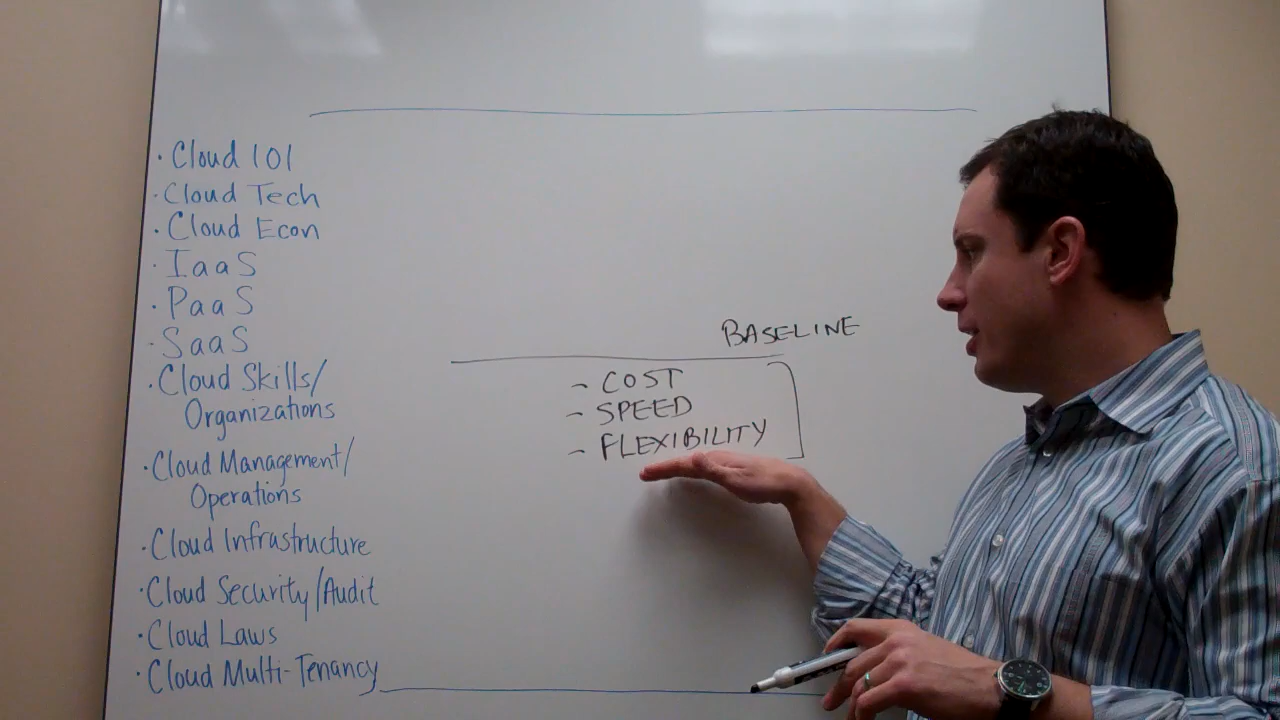 · Cloud 101
· Cloud Tech
· Cloud Econ
· IaaS
· PaaS
· SaaS
· Cloud Skills/
Organizations
· Cloud Management/
Operations
· Cloud Infrastructure
· Cloud Security/Audit
· Cloud Laws
· Cloud Multi-Tenancy
BASELINE
- COST
- SPEED
- FLEXIBILITY